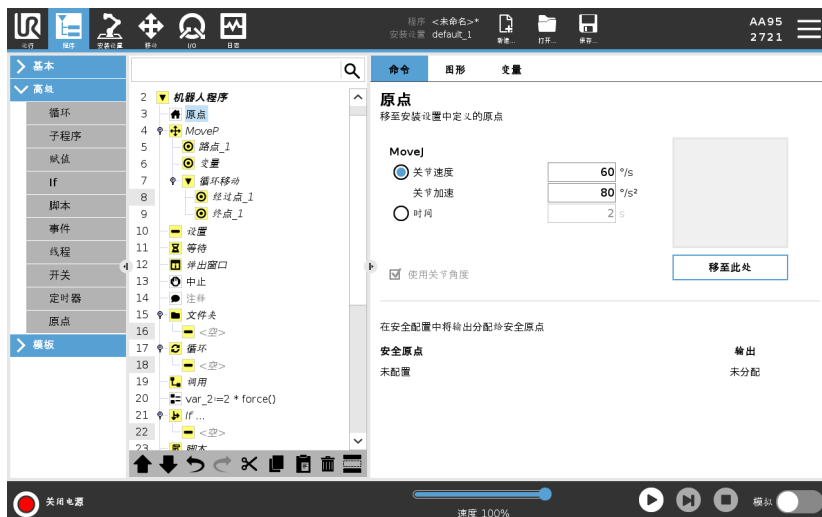 UR
程序 <未命名>*
安装设置 default_1
AA95
2721
运行
程序
安装设置
移动
I/O
日志
新建...
打开...
保存...
基本
高级
循环
子程序
赋值
If
脚本
事件
线程
开关
定时器
原点
模板
2 机器人程序
3 原点
4 MoveP
5 路点_1
6 变量
7 循环移动
8 经过点_1
9 终点_1
10 设置
11 等待
12 弹出窗口
13 中止
14 注释
15 文件夹
16 <空>
17 循环
18 <空>
19 调用
20 var_2≔2 * force()
21 If ...
22 <空>
23 脚本
命令 图形 变量
原点
移至安装设置中定义的原点
MoveJ
关节速度 60 °/s
关节加速 80 °/s²
时间 2 s
移至此处
使用关节角度
在安全配置中将输出分配给安全原点
安全原点 输出
未配置 未分配
关闭电源
速度 100%
模拟